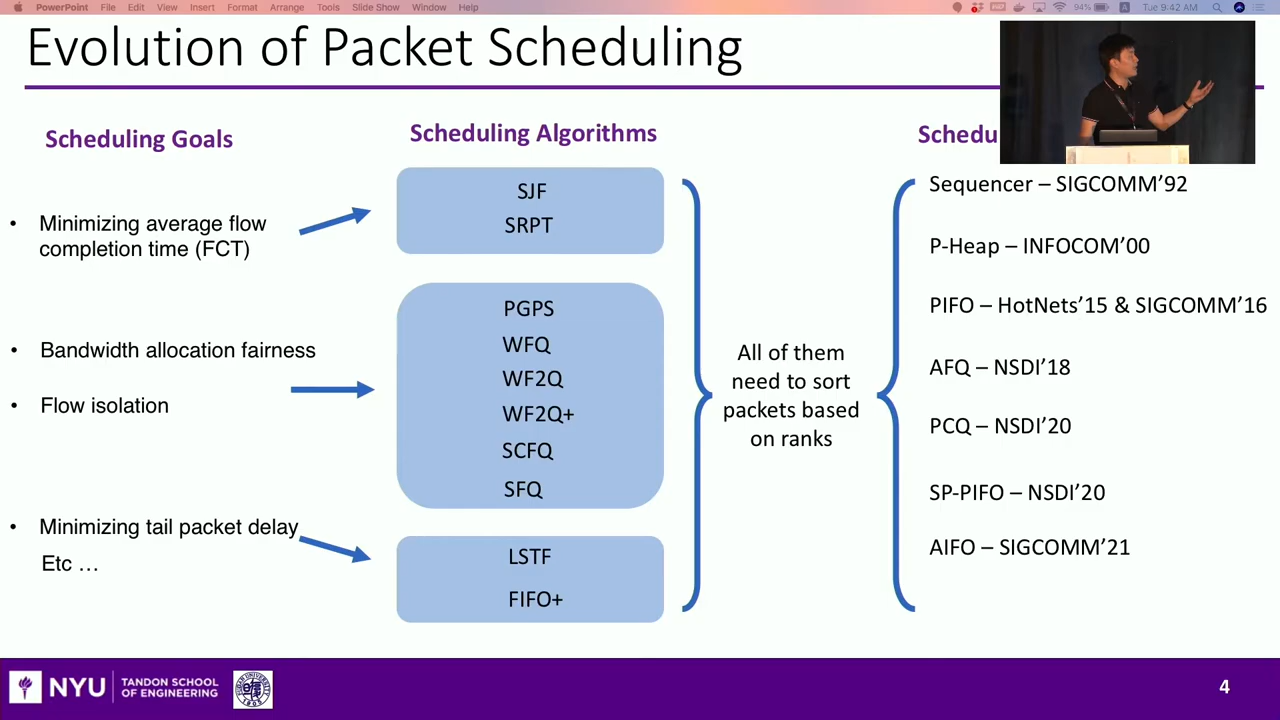 PowerPoint File Edit View Insert Format Arrange Tools Slide Show Window Help 94% Tue 9:42 AM
Evolution of Packet Scheduling
Scheduling Goals
• Minimizing average flow
completion time (FCT)
• Bandwidth allocation fairness
• Flow isolation
• Minimizing tail packet delay
Etc …
Scheduling Algorithms
SJF
SRPT
PGPS
WFQ
WF2Q
WF2Q+
SCFQ
SFQ
LSTF
FIFO+
All of them
need to sort
packets based
on ranks
Schedu
Sequencer – SIGCOMM’92
P-Heap – INFOCOM’00
PIFO – HotNets’15 & SIGCOMM’16
AFQ – NSDI’18
PCQ – NSDI’20
SP-PIFO – NSDI’20
AIFO – SIGCOMM’21
NYU
TANDON SCHOOL
OF ENGINEERING
4